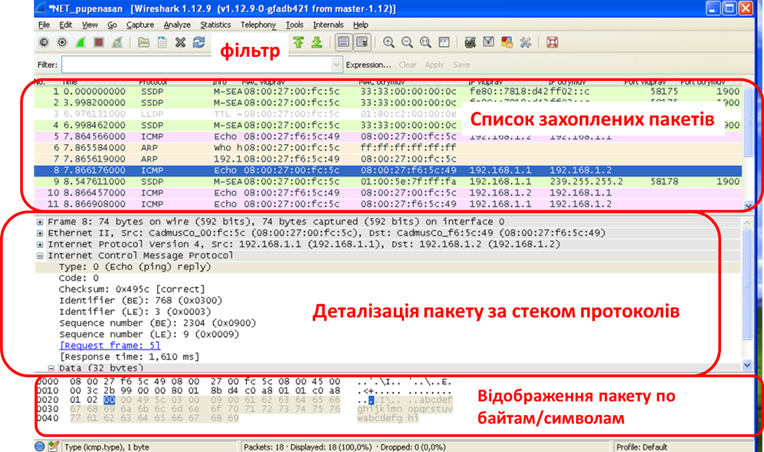 *NET_pupenasan [Wireshark 1.12.9 (v1.12.9-0-gfadb421 from master-1.12)]
File Edit View Go Capture Analyze Statistics Telephony Tools Internals Help
фільтр
Filter: Expression... Clear Apply Save
No. Time Protocol Info MAC vidprav MAC otrymuv IP vidprav IP otrymuv Port vidprav Port otrymuv
1 0.000000000 SSDP M-SEA 08:00:27:00:fc:5c 33:33:00:00:00:0c fe80::7818:d42 ff02::c 58175 1900
2 3.998200000 SSDP M-SEA 08:00:27:00:fc:5c 33:33:00:00:00:0c
3 6.976131000 LLDP TTL = 08:00:27:00:fc:5c 01:80:c2:00:00:0e
4 6.998462000 SSDP M-SEA 08:00:27:00:fc:5c 33:33:00:00:00:0c 1900
Список захоплених пакетів
5 7.864566000 ICMP Echo 08:00:27:f6:5c:49 08:00:27:00:fc:5c 192.168.1.2 192.168.1.1
6 7.865584000 ARP Who h 08:00:27:00:fc:5c ff:ff:ff:ff:ff:ff
7 7.865619000 ARP 192.1 08:00:27:f6:5c:49 08:00:27:00:fc:5c
8 7.866176000 ICMP Echo 08:00:27:00:fc:5c 08:00:27:f6:5c:49 192.168.1.1 192.168.1.2
9 8.547611000 SSDP M-SEA 08:00:27:00:fc:5c 01:00:5e:7f:ff:fa 192.168.1.1 239.255.255.2 58178 1900
10 8.866457000 ICMP Echo 08:00:27:f6:5c:49 08:00:27:00:fc:5c 192.168.1.2 192.168.1.1
11 8.866908000 ICMP Echo 08:00:27:00:fc:5c 08:00:27:f6:5c:49 192.168.1.1 192.168.1.2
Frame 8: 74 bytes on wire (592 bits), 74 bytes captured (592 bits) on interface 0
Ethernet II, Src: CadmusCo_00:fc:5c (08:00:27:00:fc:5c), Dst: CadmusCo_f6:5c:49 (08:00:27:f6:5c:49)
Internet Protocol Version 4, Src: 192.168.1.1 (192.168.1.1), Dst: 192.168.1.2 (192.168.1.2)
Internet Control Message Protocol
Type: 0 (Echo (ping) reply)
Code: 0
Checksum: 0x495c [correct]
Identifier (BE): 768 (0x0300)
Identifier (LE): 3 (0x0003)
Sequence number (BE): 2304 (0x0900)
Sequence number (LE): 9 (0x0009)
[Request frame: 5]
[Response time: 1,610 ms]
Data (32 bytes)
Деталізація пакету за стеком протоколів
0000 08 00 27 f6 5c 49 08 00 27 00 fc 5c 08 00 45 00 ..'.\I.. '..\..E.
0010 00 3c 2b 99 00 00 80 01 8b d4 c0 a8 01 01 c0 a8 .<+..... ........
0020 01 02 00 00 49 5c 03 00 09 00 61 62 63 64 65 66 ....I\.. ..abcdef
0030 67 68 69 6a 6b 6c 6d 6e 6f 70 71 72 73 74 75 76 ghijklmn opqrstuv
0040 77 61 62 63 64 65 66 67 68 69 wabcdefg hi
Відображення пакету по
байтам/символам
Type (icmp.type), 1 byte Packets: 18 · Displayed: 18 (100,0%) · Dropped: 0 (0,0%) Profile: Default